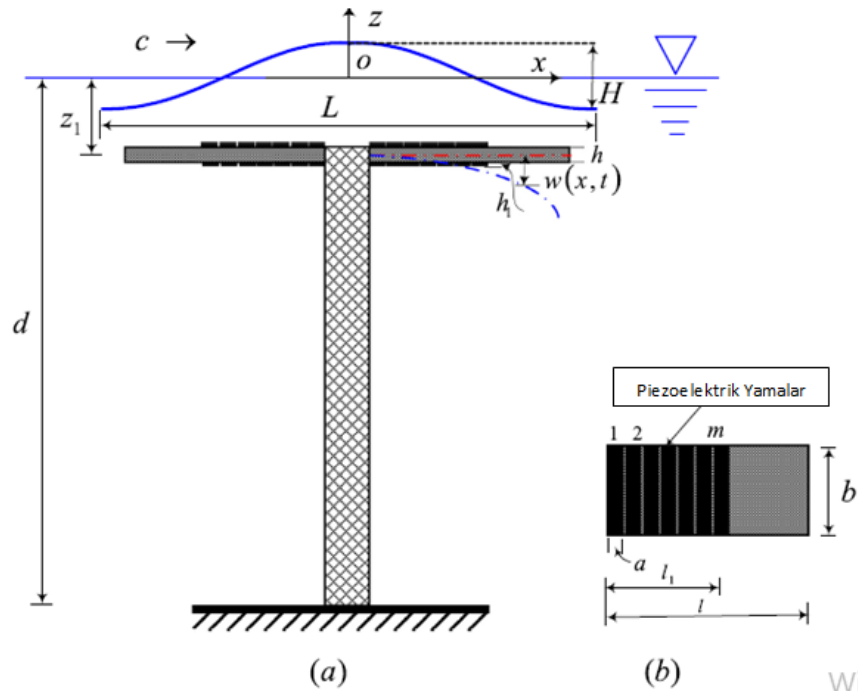 z
c →
o
x
H
L
z₁
h
w(x,t)
h₁
d
Piezoelektrik Yamalar
1 2 m
b
a
l₁
l
(a)
(b)
W